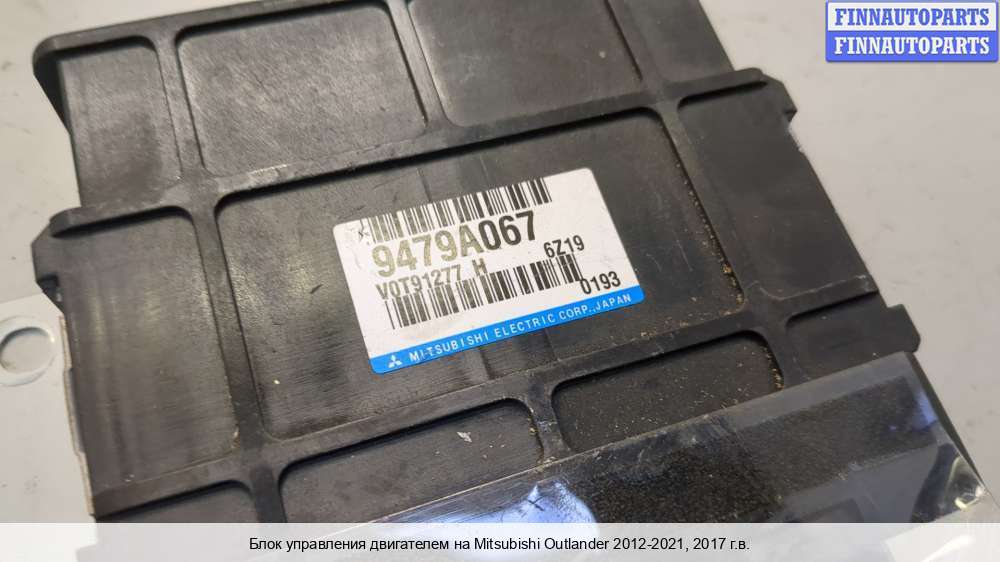 FINNAUTOPARTS
FINNAUTOPARTS
9479A067
V0T91277 H 6Z19
0193
MITSUBISHI ELECTRIC CORP., JAPAN
Блок управления двигателем на Mitsubishi Outlander 2012-2021, 2017 г.в.